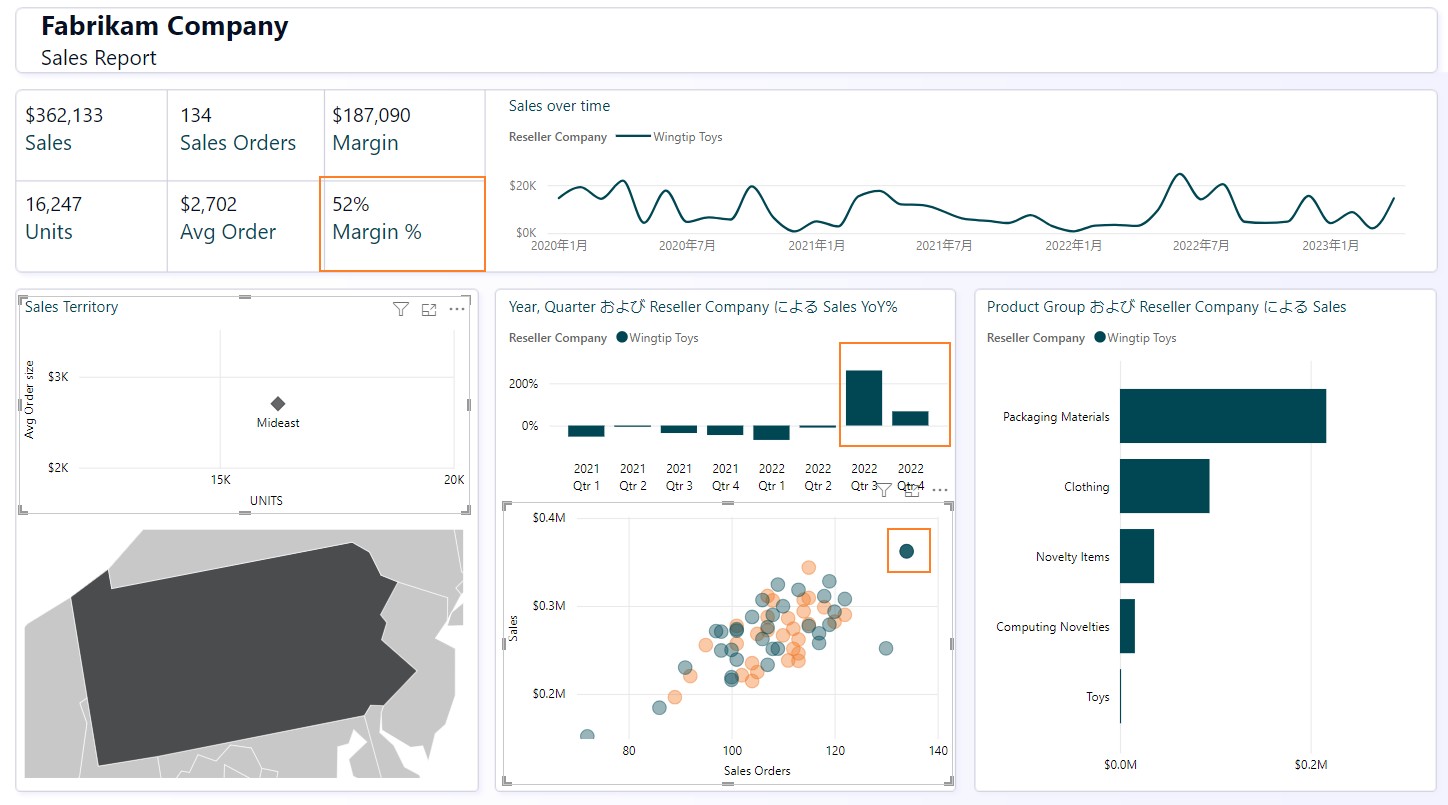 Fabrikam Company
Sales Report
$362,133
Sales
134
Sales Orders
$187,090
Margin
16,247
Units
$2,702
Avg Order
52%
Margin %
Sales over time
Reseller Company Wingtip Toys
$20K
$0K
2020年1月 2020年7月 2021年1月 2021年7月 2022年1月 2022年7月 2023年1月
Sales Territory
Avg Order size
$3K
$2K
Mideast
15K 20K
UNITS
Year, Quarter および Reseller Company による Sales YoY%
Reseller Company Wingtip Toys
200%
0%
2021 2021 2021 2021 2022 2022 2022 2022
Qtr 1 Qtr 2 Qtr 3 Qtr 4 Qtr 1 Qtr 2 Qtr 3 Qtr 4
$0.4M
$0.3M
$0.2M
Sales
80 100 120 140
Sales Orders
Product Group および Reseller Company による Sales
Reseller Company Wingtip Toys
Packaging Materials
Clothing
Novelty Items
Computing Novelties
Toys
$0.0M $0.2M